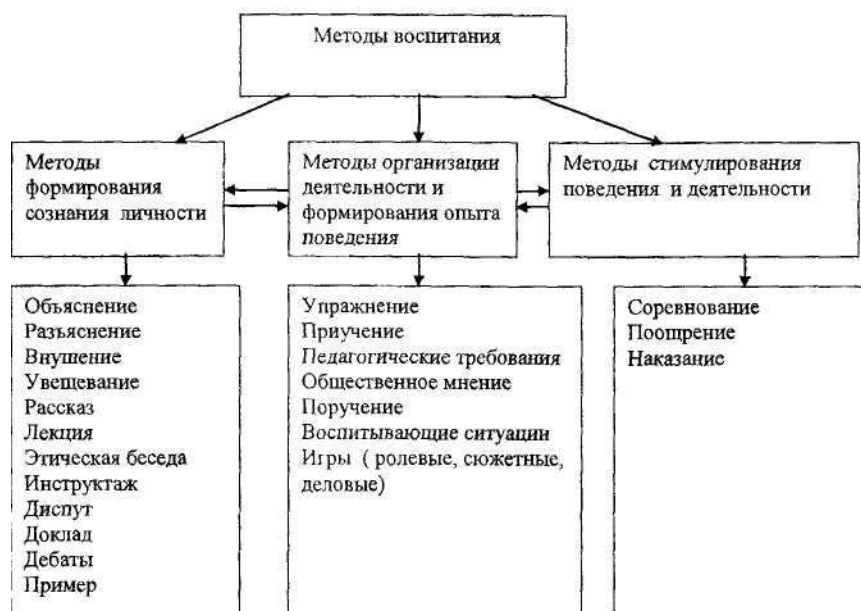 Методы воспитания
Методы
формирования
сознания личности
Методы организации
деятельности и
формирования опыта
поведения
Методы стимулирования
поведения и деятельности
Объяснение
Разъяснение
Внушение
Увещевание
Рассказ
Лекция
Этическая беседа
Инструктаж
Диспут
Доклад
Дебаты
Пример
Упражнение
Приучение
Педагогические требования
Общественное мнение
Поручение
Воспитывающие ситуации
Игры ( ролевые, сюжетные,
деловые)
Соревнование
Поощрение
Наказание